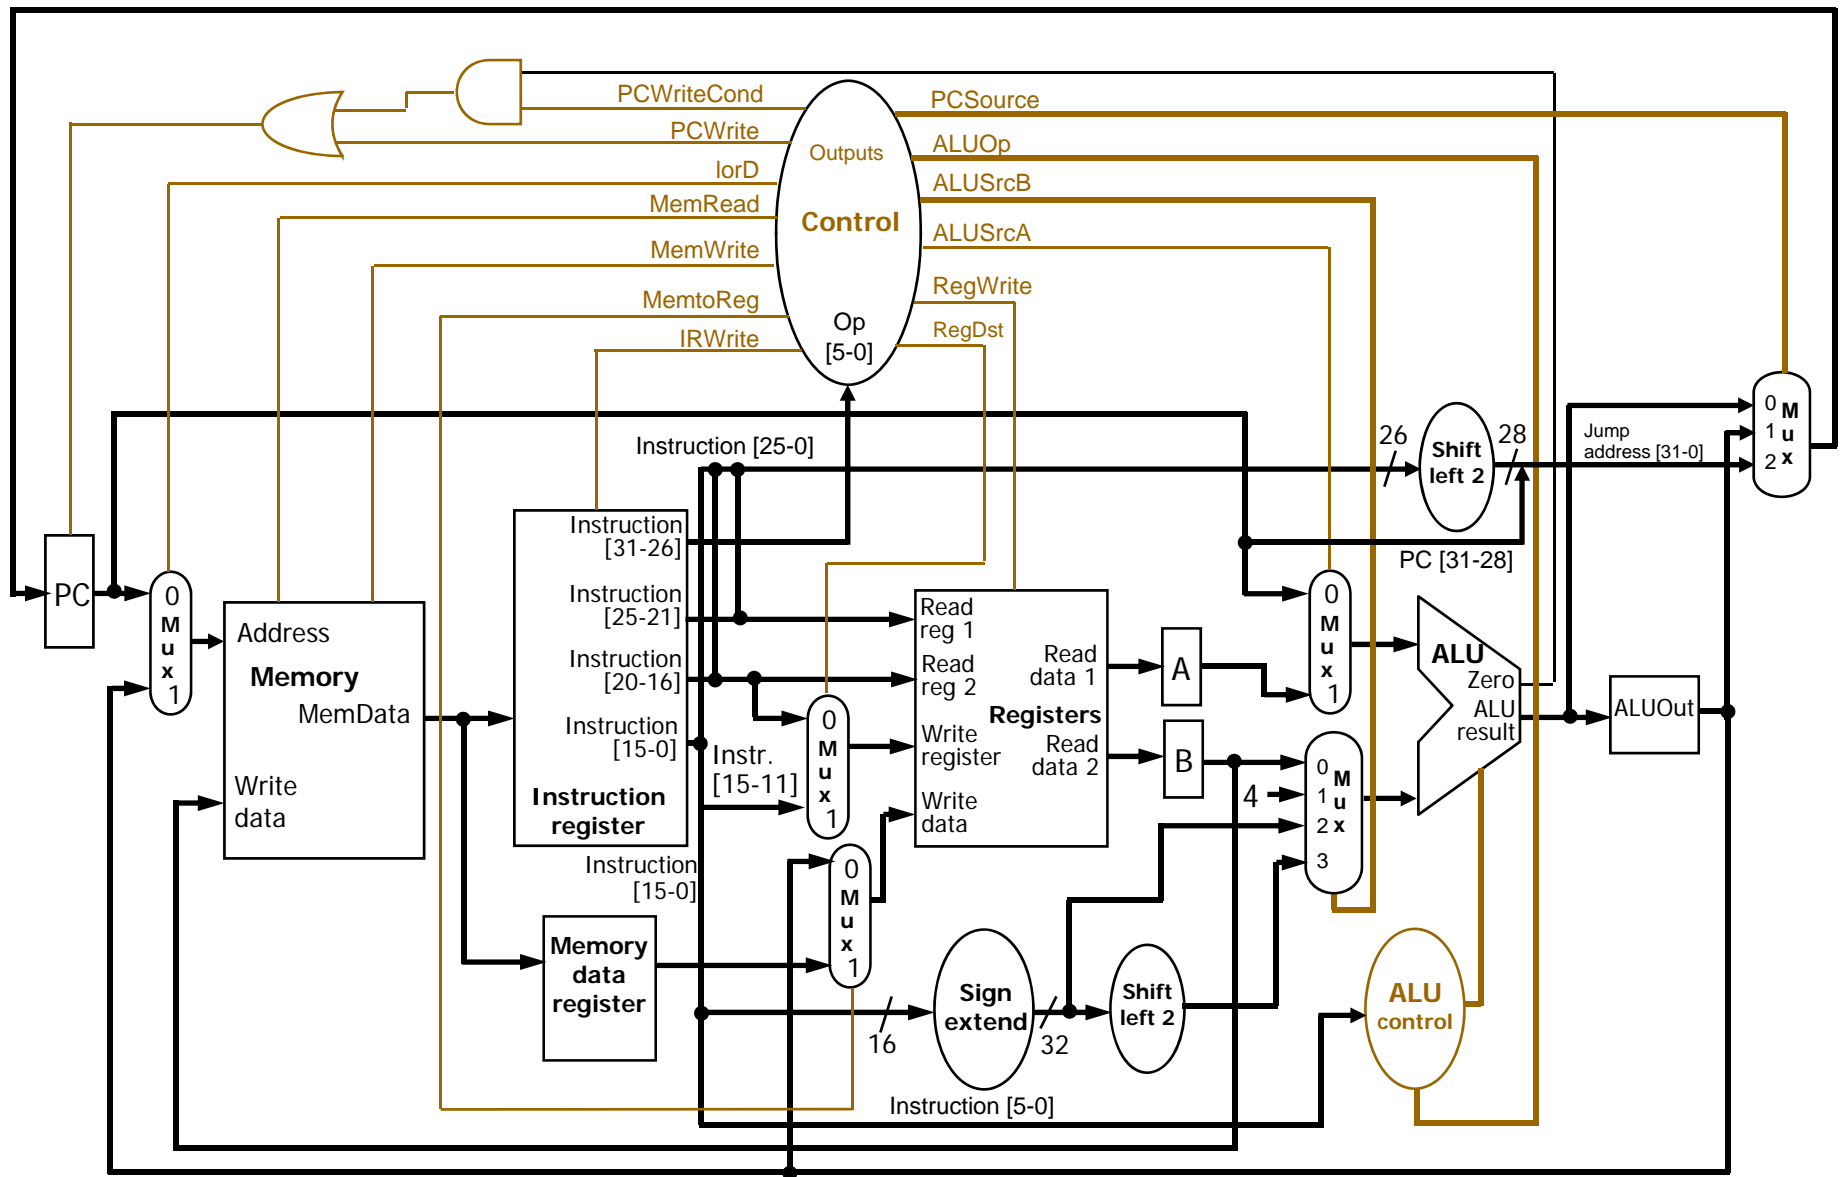 PCWriteCond
PCSource
PCWrite
ALUOp
Outputs
IorD
ALUSrcB
MemRead
Control
ALUSrcA
MemWrite
RegWrite
MemtoReg
Op
[5-0]
RegDst
IRWrite
Instruction [25-0]
26
Shift
left 2
28
Jump
address [31-0]
0
1
2
M
u
x
Instruction
[31-26]
PC [31-28]
PC
0
M
u
x
1
Address
Memory
MemData
Write
data
Instruction
[25-21]
Instruction
[20-16]
Instruction
[15-0]
Instruction
register
Instr.
[15-11]
0
M
u
x
1
Read
reg 1
Read
reg 2
Write
register
Write
data
Registers
Read
data 1
Read
data 2
A
B
4
0
M
u
x
1
0
1
2
3
M
u
x
ALU
Zero
ALU
result
ALUOut
Instruction
[15-0]
0
M
u
x
1
Memory
data
register
16
Sign
extend
32
Shift
left 2
ALU
control
Instruction [5-0]